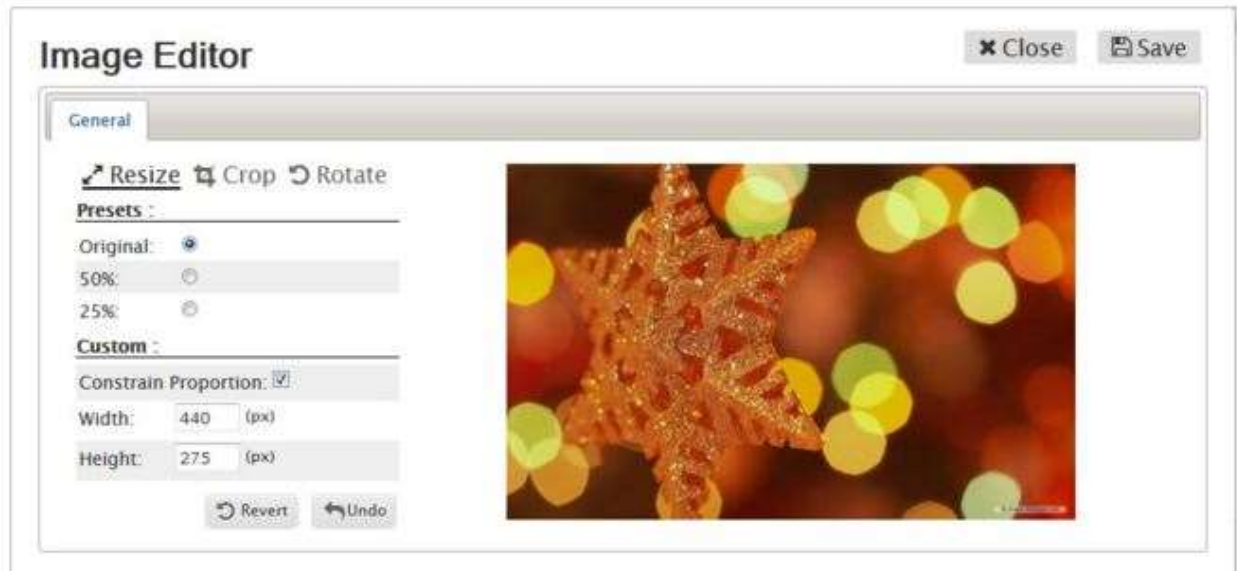 Image Editor
Close
Save
General
Resize Crop Rotate
Presets :
Original:
50%:
25%:
Custom :
Constrain Proportion:
Width: 440 (px)
Height: 275 (px)
Revert Undo